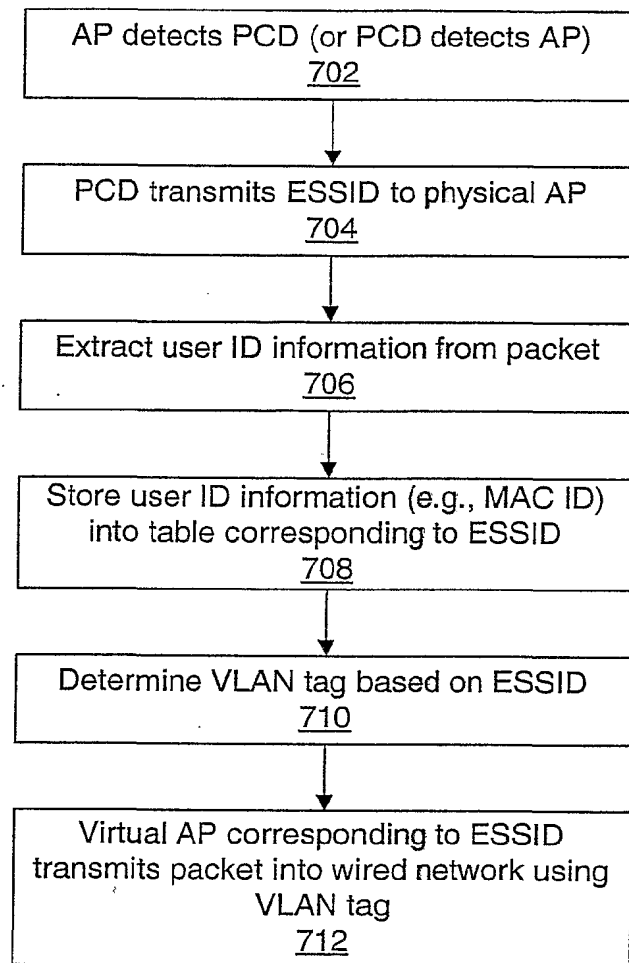 AP detects PCD (or PCD detects AP)
702
PCD transmits ESSID to physical AP
704
Extract user ID information from packet
706
Store user ID information (e.g., MAC ID)
into table corresponding to ESSID
708
Determine VLAN tag based on ESSID
710
Virtual AP corresponding to ESSID
transmits packet into wired network using
VLAN tag
712